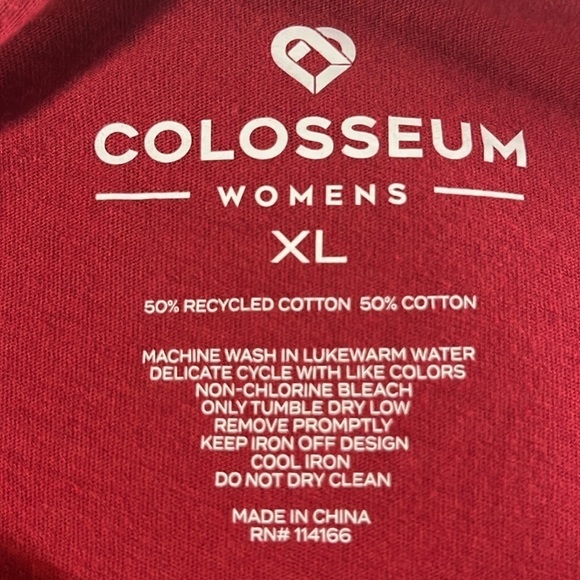 COLOSSEUM
WOMENS
XL
50% RECYCLED COTTON 50% COTTON
MACHINE WASH IN LUKEWARM WATER
DELICATE CYCLE WITH LIKE COLORS
NON-CHLORINE BLEACH
ONLY TUMBLE DRY LOW
REMOVE PROMPTLY
KEEP IRON OFF DESIGN
COOL IRON
DO NOT DRY CLEAN
MADE IN CHINA
RN# 114166